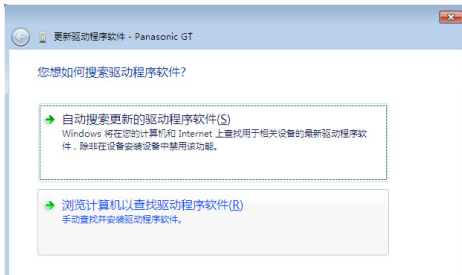 更新驱动程序软件 - Panasonic GT
您想如何搜索驱动程序软件?
自动搜索更新的驱动程序软件(S)
Windows 将在您的计算机和 Internet 上查找用于相关设备的最新驱动程序软
件，除非在设备安装设备中禁用该功能。
浏览计算机以查找驱动程序软件(R)
手动查找并安装驱动程序软件。